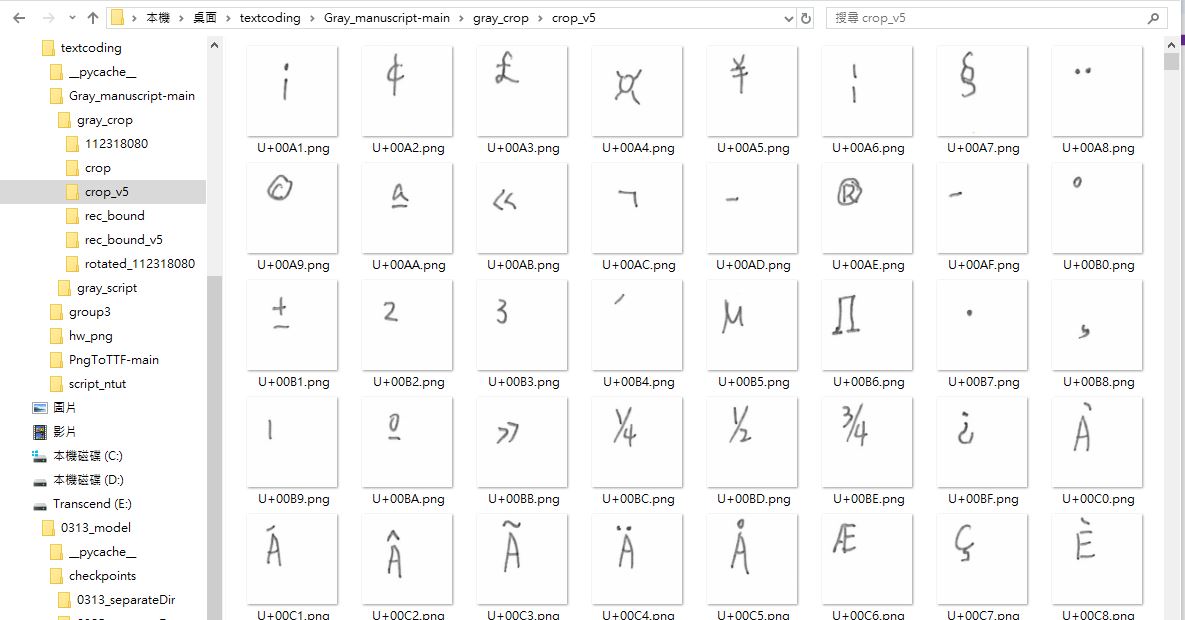 本機 › 桌面 › textcoding › Gray_manuscript-main › gray_crop › crop_v5
搜尋 crop_v5
textcoding
__pycache__
Gray_manuscript-main
gray_crop
112318080
crop
crop_v5
rec_bound
rec_bound_v5
rotated_112318080
gray_script
group3
hw_png
PngToTTF-main
script_ntut
圖片
影片
本機磁碟 (C:)
本機磁碟 (D:)
Transcend (E:)
0313_model
__pycache__
checkpoints
0313_separateDir
¡ ¢ £ ¤ ¥ ¦ § ¨
U+00A1.png U+00A2.png U+00A3.png U+00A4.png U+00A5.png U+00A6.png U+00A7.png U+00A8.png
© ª « ¬ - ® ¯ °
U+00A9.png U+00AA.png U+00AB.png U+00AC.png U+00AD.png U+00AE.png U+00AF.png U+00B0.png
± 2 3 ´ µ ¶ · ¸
U+00B1.png U+00B2.png U+00B3.png U+00B4.png U+00B5.png U+00B6.png U+00B7.png U+00B8.png
1 º » ¼ ½ ¾ ¿ À
U+00B9.png U+00BA.png U+00BB.png U+00BC.png U+00BD.png U+00BE.png U+00BF.png U+00C0.png
Á Â Ã Ä Å Æ Ç È
U+00C1.png U+00C2.png U+00C3.png U+00C4.png U+00C5.png U+00C6.png U+00C7.png U+00C8.png